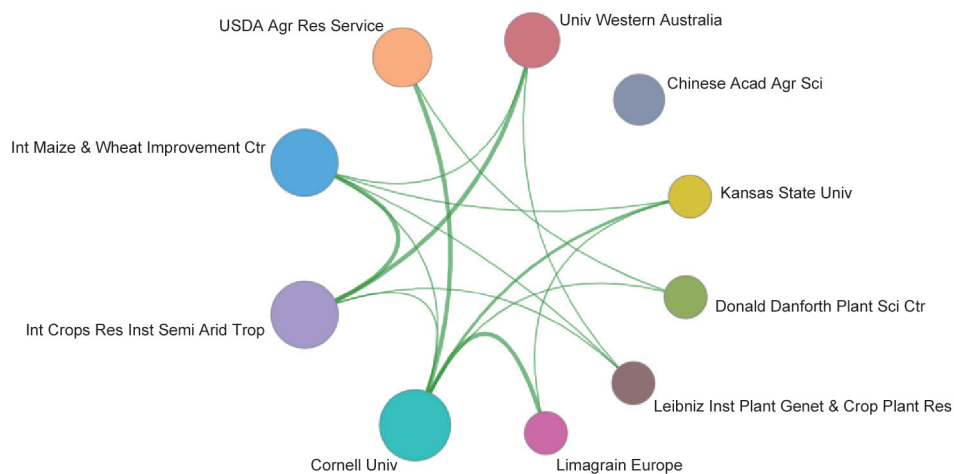 USDA Agr Res Service
Univ Western Australia
Chinese Acad Agr Sci
Int Maize & Wheat Improvement Ctr
Kansas State Univ
Donald Danforth Plant Sci Ctr
Int Crops Res Inst Semi Arid Trop
Leibniz Inst Plant Genet & Crop Plant Res
Cornell Univ
Limagrain Europe